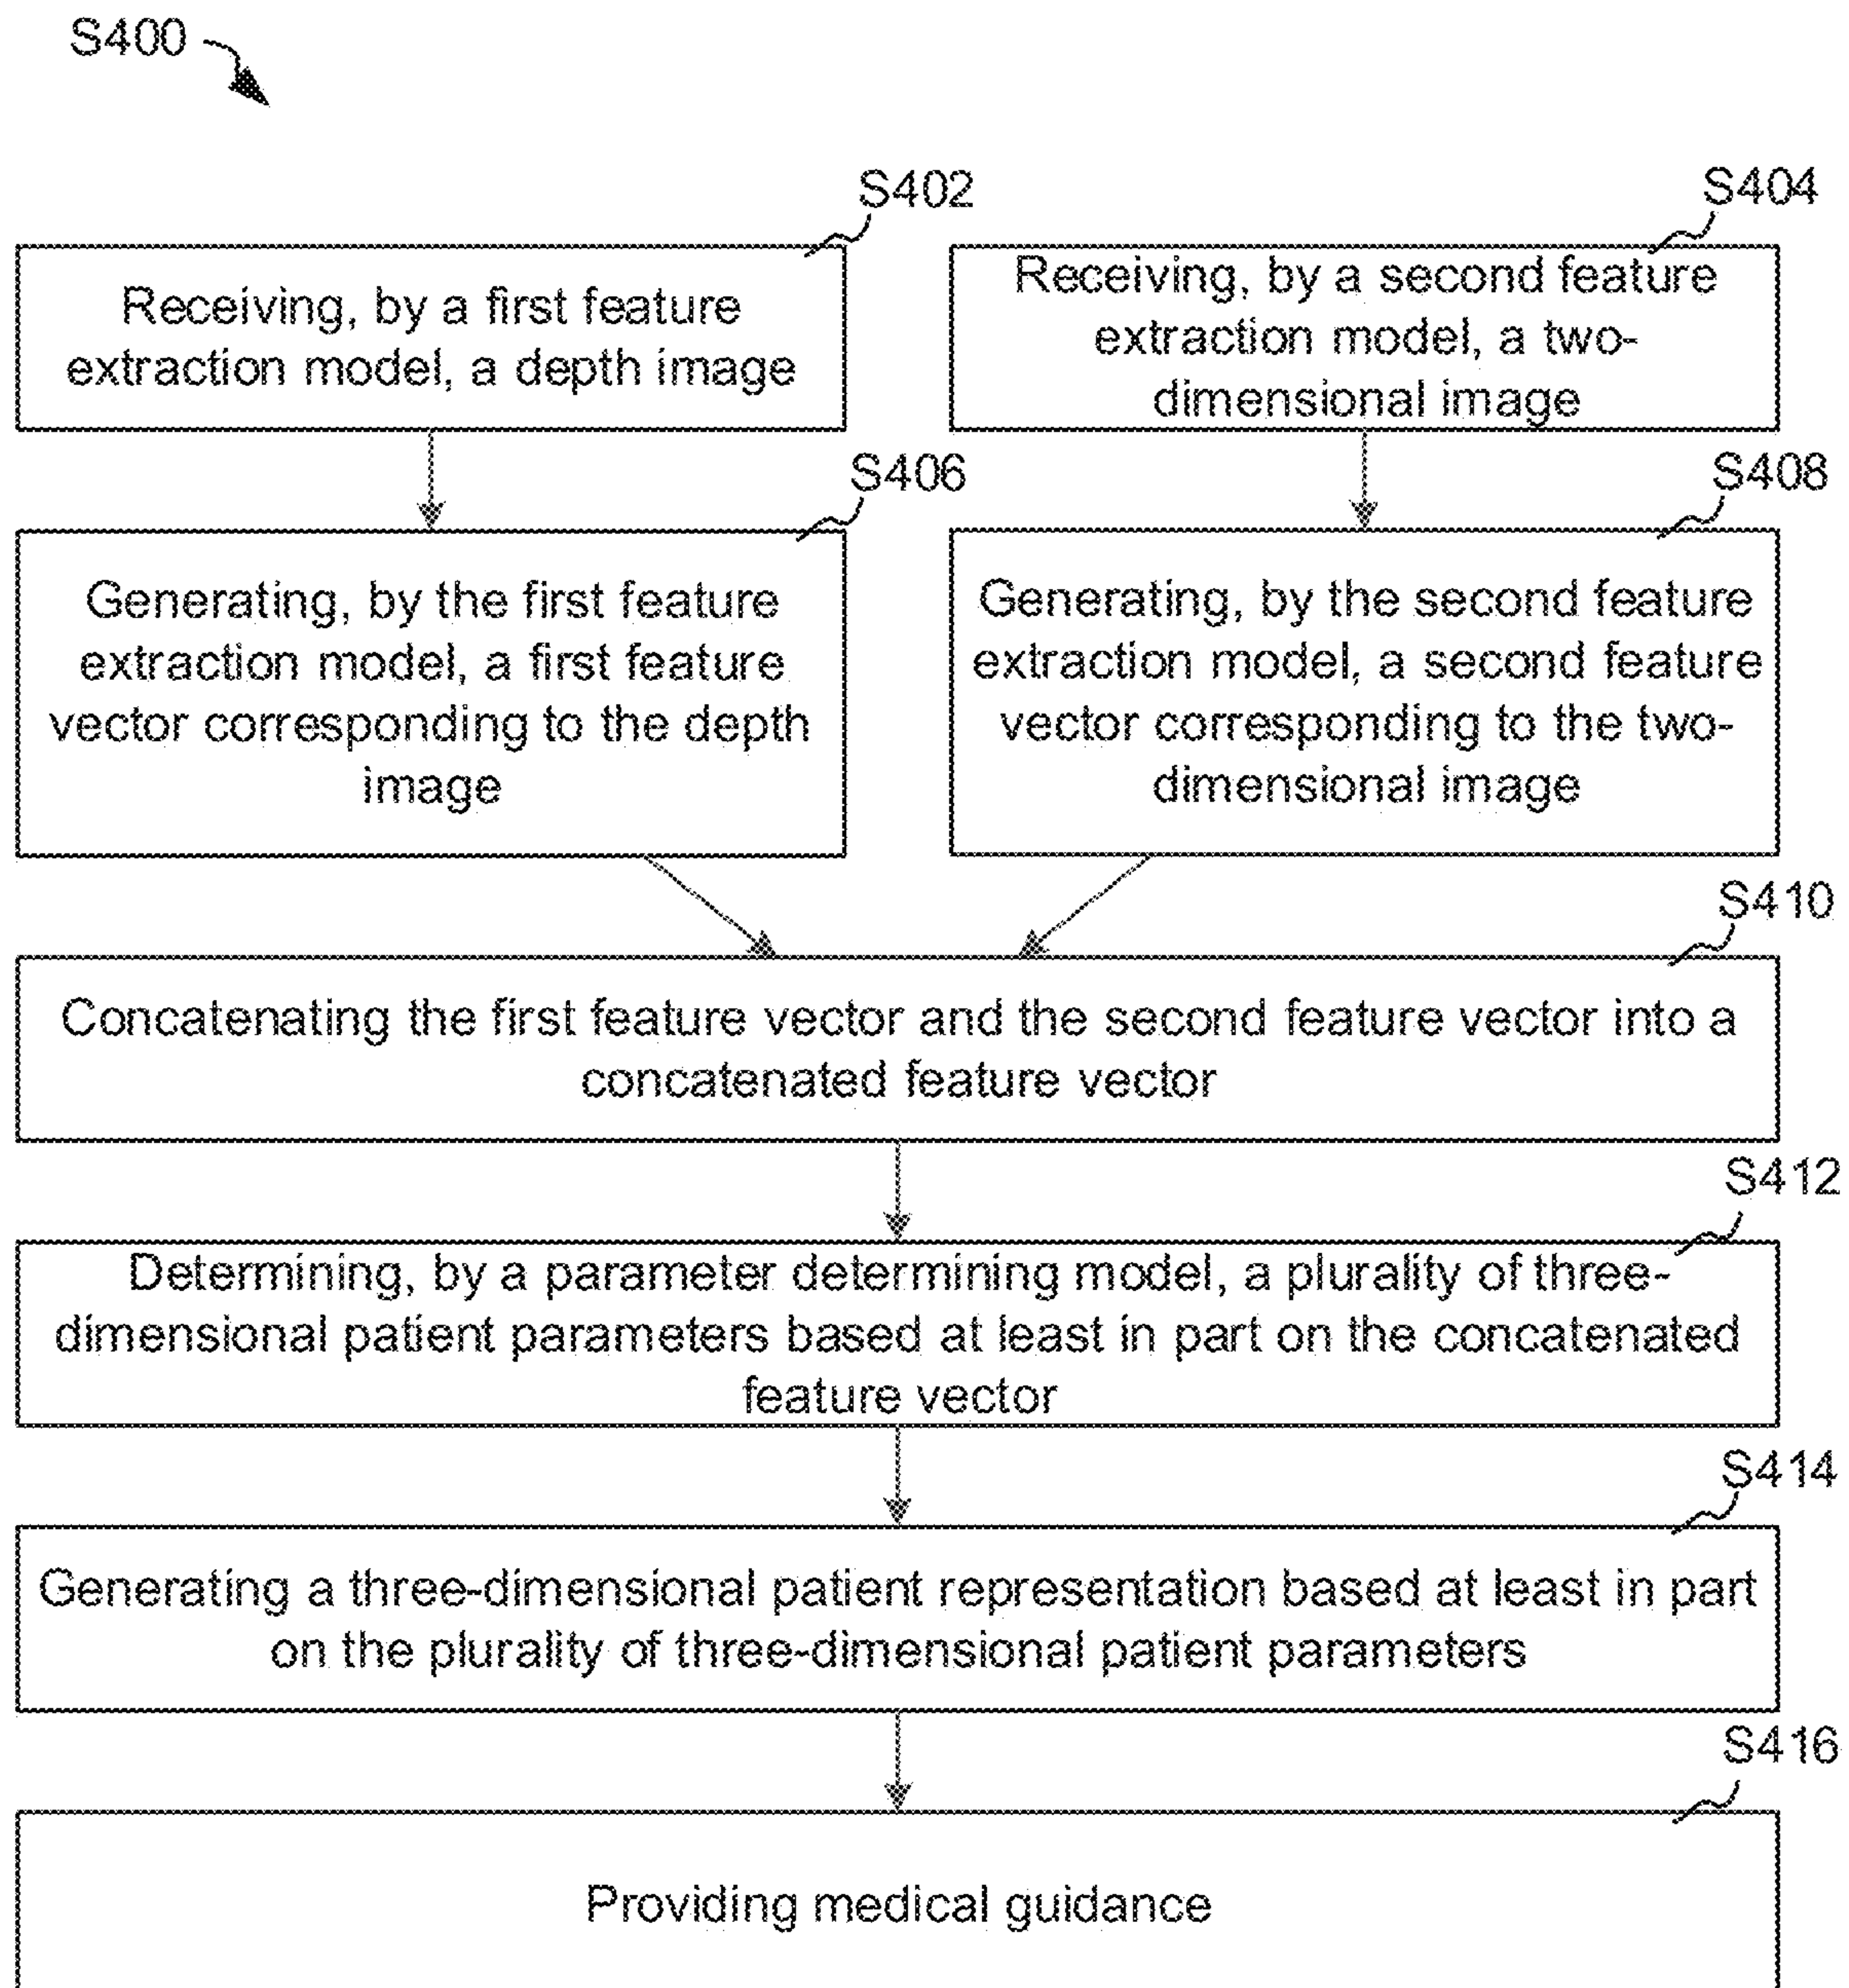 S400
S402
Receiving, by a first feature
extraction model, a depth image
S404
Receiving, by a second feature
extraction model, a two-
dimensional image
S406
Generating, by the first feature
extraction model, a first feature
vector corresponding to the depth
image
S408
Generating, by the second feature
extraction model, a second feature
vector corresponding to the two-
dimensional image
S410
Concatenating the first feature vector and the second feature vector into a
concatenated feature vector
S412
Determining, by a parameter determining model, a plurality of three-
dimensional patient parameters based at least in part on the concatenated
feature vector
S414
Generating a three-dimensional patient representation based at least in part
on the plurality of three-dimensional patient parameters
S416
Providing medical guidance